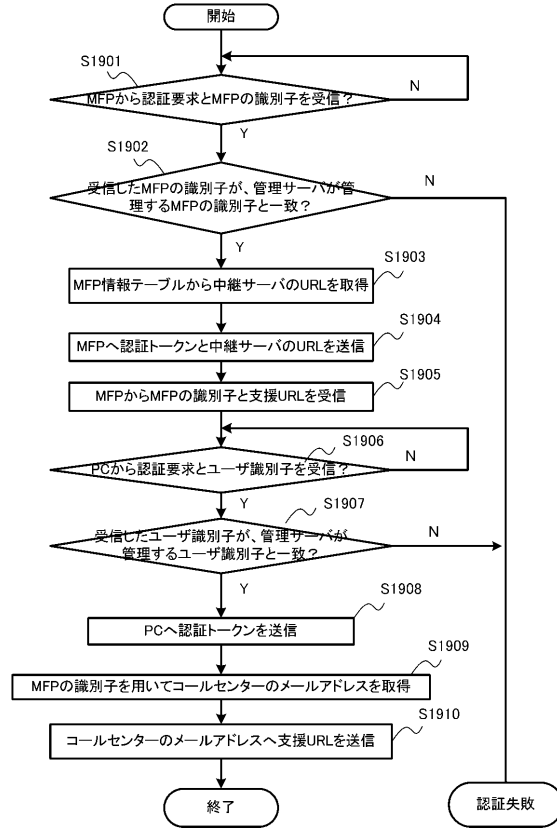 開始
S1901
MFPから認証要求とMFPの識別子を受信？
N
Y
S1902
受信したMFPの識別子が、管理サーバが管
理するMFPの識別子と一致？
N
Y
S1903
MFP情報テーブルから中継サーバのURLを取得
S1904
MFPへ認証トークンと中継サーバのURLを送信
S1905
MFPからMFPの識別子と支援URLを受信
S1906
PCから認証要求とユーザ識別子を受信？
N
Y
S1907
受信したユーザ識別子が、管理サーバが
管理するユーザ識別子と一致？
N
Y
S1908
PCへ認証トークンを送信
S1909
MFPの識別子を用いてコールセンターのメールアドレスを取得
S1910
コールセンターのメールアドレスへ支援URLを送信
終了
認証失敗